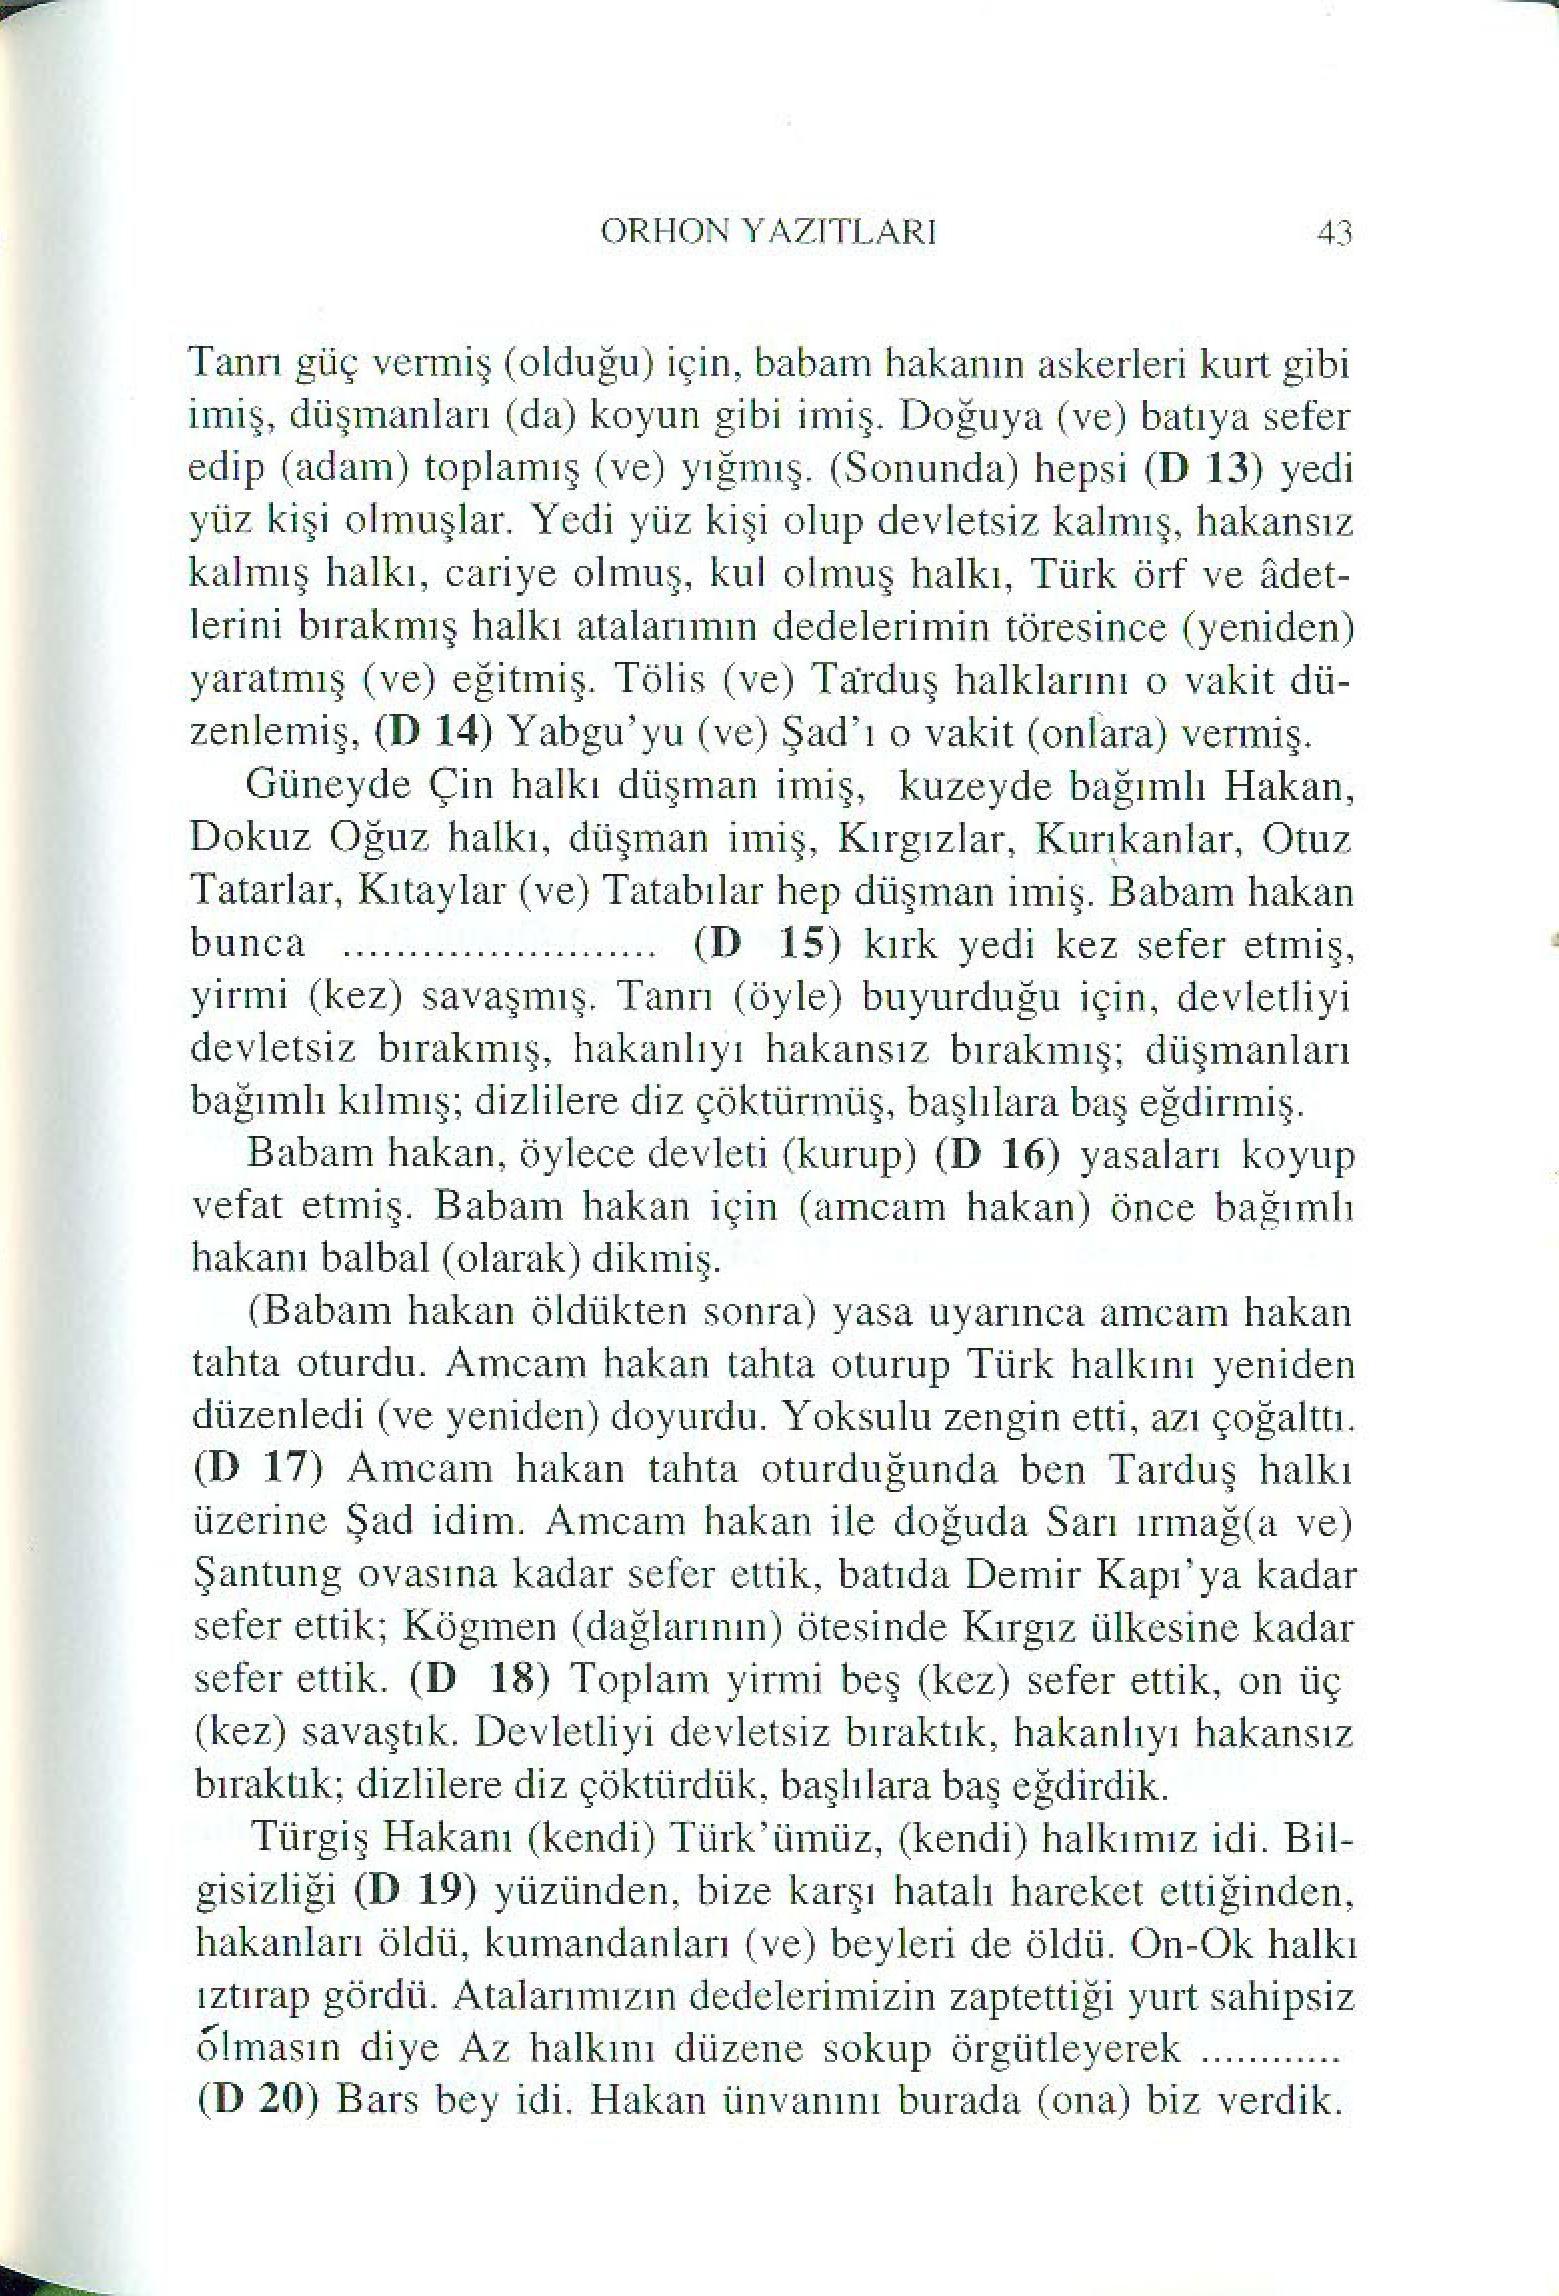 ORHON YAZITLARI 43
Tanrı güç vermiş (olduğu) için, babam hakanın askerleri kurt gibi
imiş, düşmanları (da) koyun gibi imiş. Doğuya (ve) batıya sefer
edip (adam) toplamış (ve) yığmış. (Sonunda) hepsi (D 13) yedi
yüz kişi olmuşlar. Yedi yüz kişi olup devletsiz kalmış, hakansız
kalmış halkı, cariye olmuş, kul olmuş halkı, Türk örf ve âdet-
lerini bırakmış halkı atalarımın dedelerimin töresince (yeniden)
yaratmış (ve) eğitmiş. Tölis (ve) Tarduş halklarını o vakit dü-
zenlemiş, (D 14) Yabgu'yu (ve) Şad'ı o vakit (onlara) vermiş.
Güneyde Çin halkı düşman imiş, kuzeyde bağımlı Hakan,
Dokuz Oğuz halkı, düşman imiş, Kırgızlar, Kurıkanlar, Otuz
Tatarlar, Kıtaylar (ve) Tatabılar hep düşman imiş. Babam hakan
bunca ........................ (D 15) kırk yedi kez sefer etmiş,
yirmi (kez) savaşmış. Tanrı (öyle) buyurduğu için, devletliyi
devletsiz bırakmış, hakanlıyı hakansız bırakmış; düşmanları
bağımlı kılmış; dizlilere diz çöktürmüş, başlılara baş eğdirmiş.
Babam hakan, öylece devleti (kurup) (D 16) yasaları koyup
vefat etmiş. Babam hakan için (amcam hakan) önce bağımlı
hakanı balbal (olarak) dikmiş.
(Babam hakan öldükten sonra) yasa uyarınca amcam hakan
tahta oturdu. Amcam hakan tahta oturup Türk halkını yeniden
düzenledi (ve yeniden) doyurdu. Yoksulu zengin etti, azı çoğalttı.
(D 17) Amcam hakan tahta oturduğunda ben Tarduş halkı
üzerine Şad idim. Amcam hakan ile doğuda Sarı ırmağ(a ve)
Şantung ovasına kadar sefer ettik, batıda Demir Kapı'ya kadar
sefer ettik; Kögmen (dağlarının) ötesinde Kırgız ülkesine kadar
sefer ettik. (D 18) Toplam yirmi beş (kez) sefer ettik, on üç
(kez) savaştık. Devletliyi devletsiz bıraktık, hakanlıyı hakansız
bıraktık; dizlilere diz çöktürdük, başlılara baş eğdirdik.
Türgiş Hakanı (kendi) Türk'ümüz, (kendi) halkımız idi. Bil-
gisizliği (D 19) yüzünden, bize karşı hatalı hareket ettiğinden,
hakanları öldü, kumandanları (ve) beyleri de öldü. On-Ok halkı
ıztırap gördü. Atalarımızın dedelerimizin zaptettiği yurt sahipsiz
olmasın diye Az halkını düzene sokup örgütleyerek ............
(D 20) Bars bey idi. Hakan ünvanını burada (ona) biz verdik.